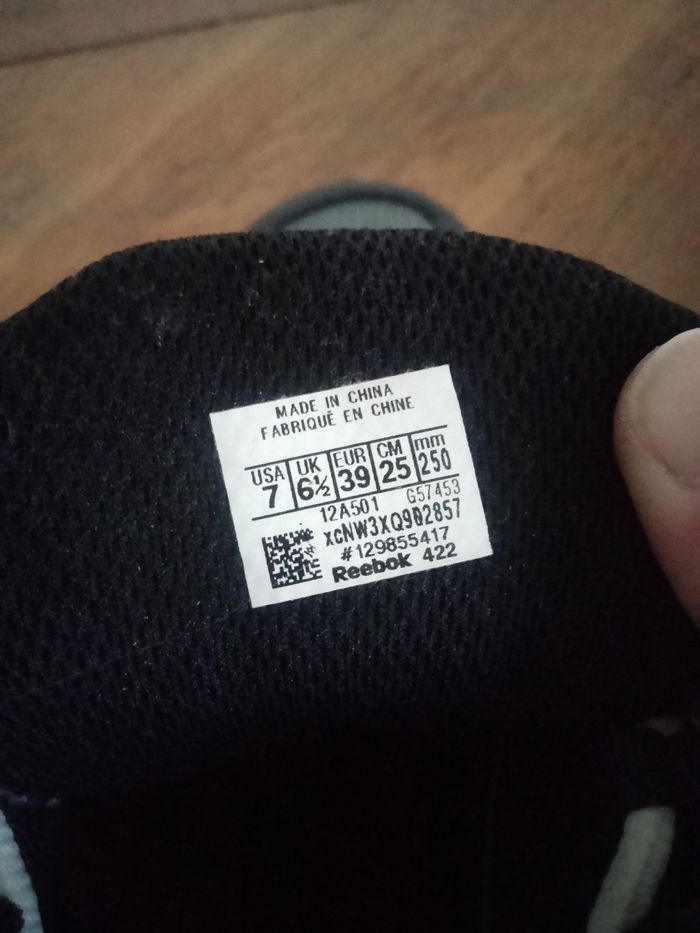 MADE IN CHINA
FABRIQUÉ EN CHINE
USA UK EUR CM mm
7 6½ 39 25 250
12A501 G57453
xcNW3XQ902857
#129855417
Reebok 422